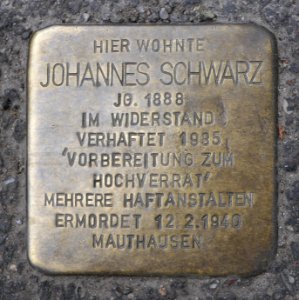 HIER WOHNTE
JOHANNES SCHWARZ
JG. 1888
IM WIDERSTAND
VERHAFTET 1935
'VORBEREITUNG ZUM
HOCHVERRAT'
MEHRERE HAFTANSTALTEN
ERMORDET 12.2.1940
MAUTHAUSEN